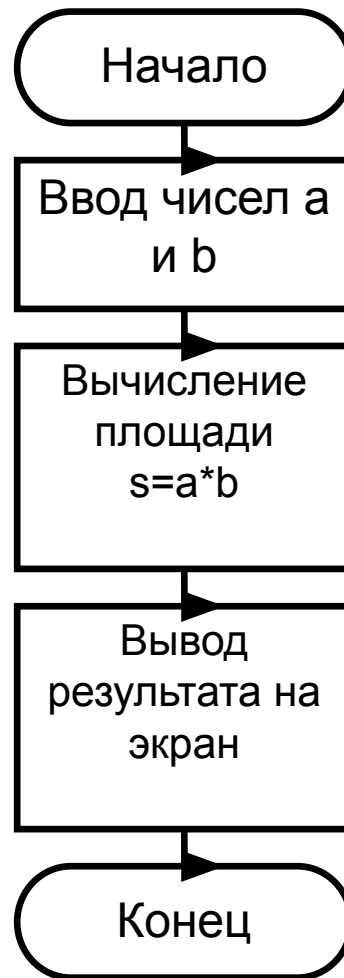 Начало
Ввод чисел a
и b
Вычисление
площади
s=a*b
Вывод
результата на
экран
Конец